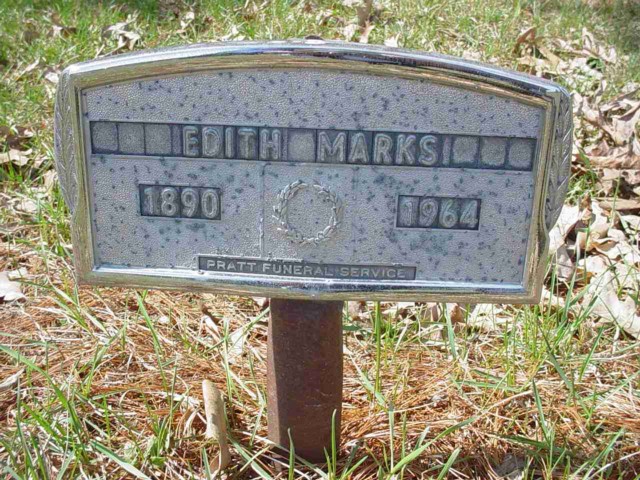 EDITH MARKS
1890 1964
PRATT FUNERAL SERVICE